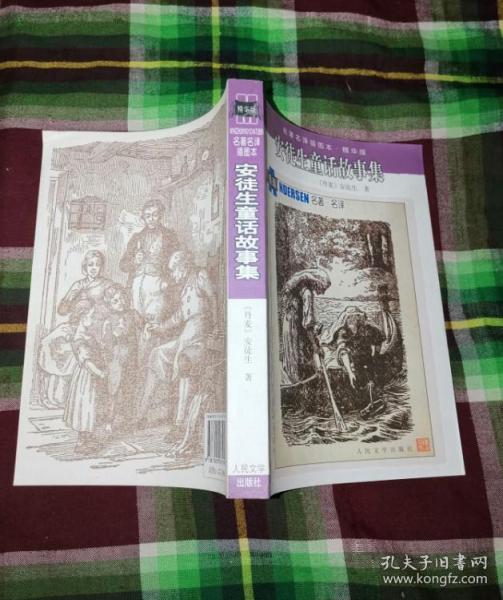 精华版
名著名译
插图本
安徒生童话故事集
〔丹麦〕安徒生 著
人民文学
出版社
名著名译插图本·精华版
安徒生童话故事集
〔丹麦〕安徒生 著
NDERSEN 名著 名译
人民文学出版社
孔夫子旧书网
www.kongfz.com